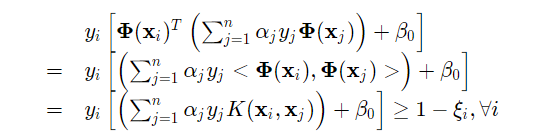 y_i [Φ(x_i)^T (∑_{j=1}^n α_j y_j Φ(x_j)) + β_0]
= y_i [(∑_{j=1}^n α_j y_j < Φ(x_i), Φ(x_j) >) + β_0]
= y_i [(∑_{j=1}^n α_j y_j K(x_i, x_j)) + β_0] ≥ 1 − ξ_i, ∀i